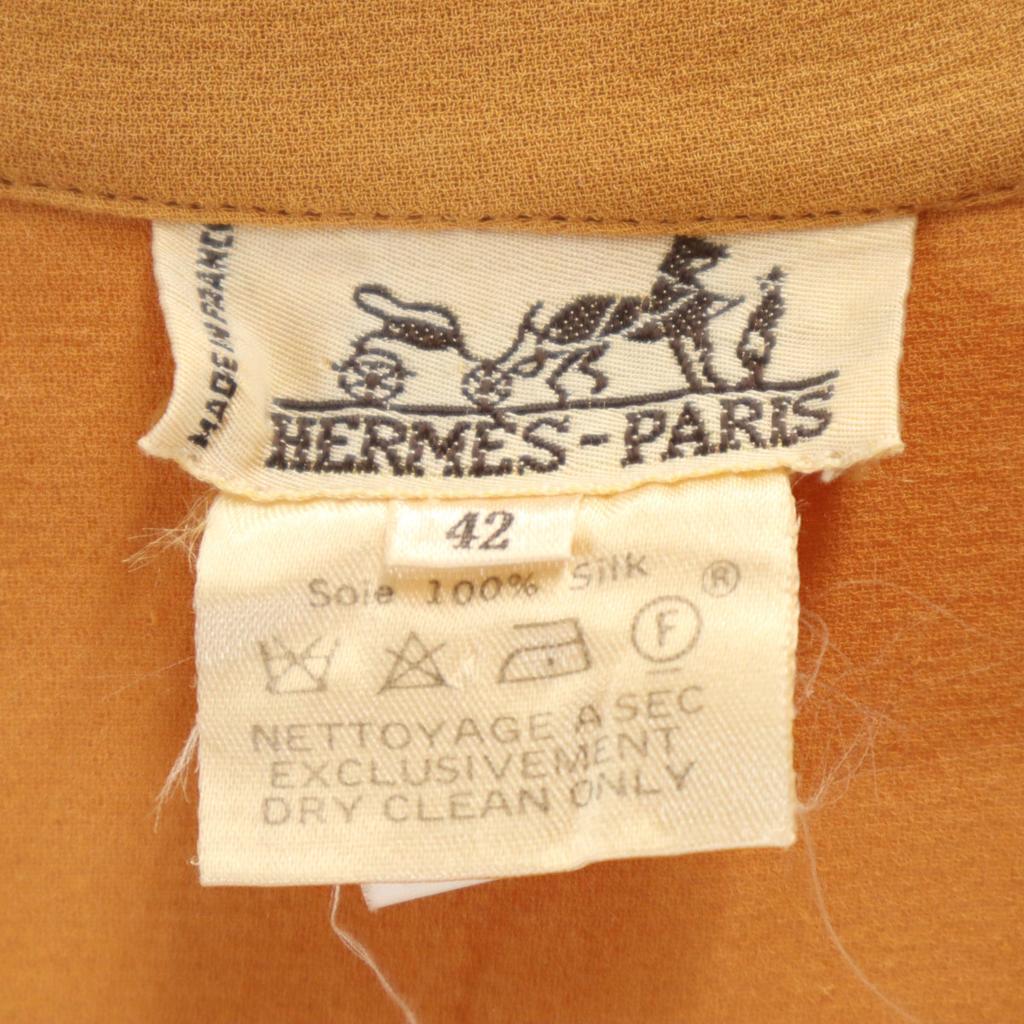 MADE IN FRANCE
HERMES-PARIS
42
Soie 100% Silk
®
F
NETTOYAGE A SEC
EXCLUSIVEMENT
DRY CLEAN ONLY